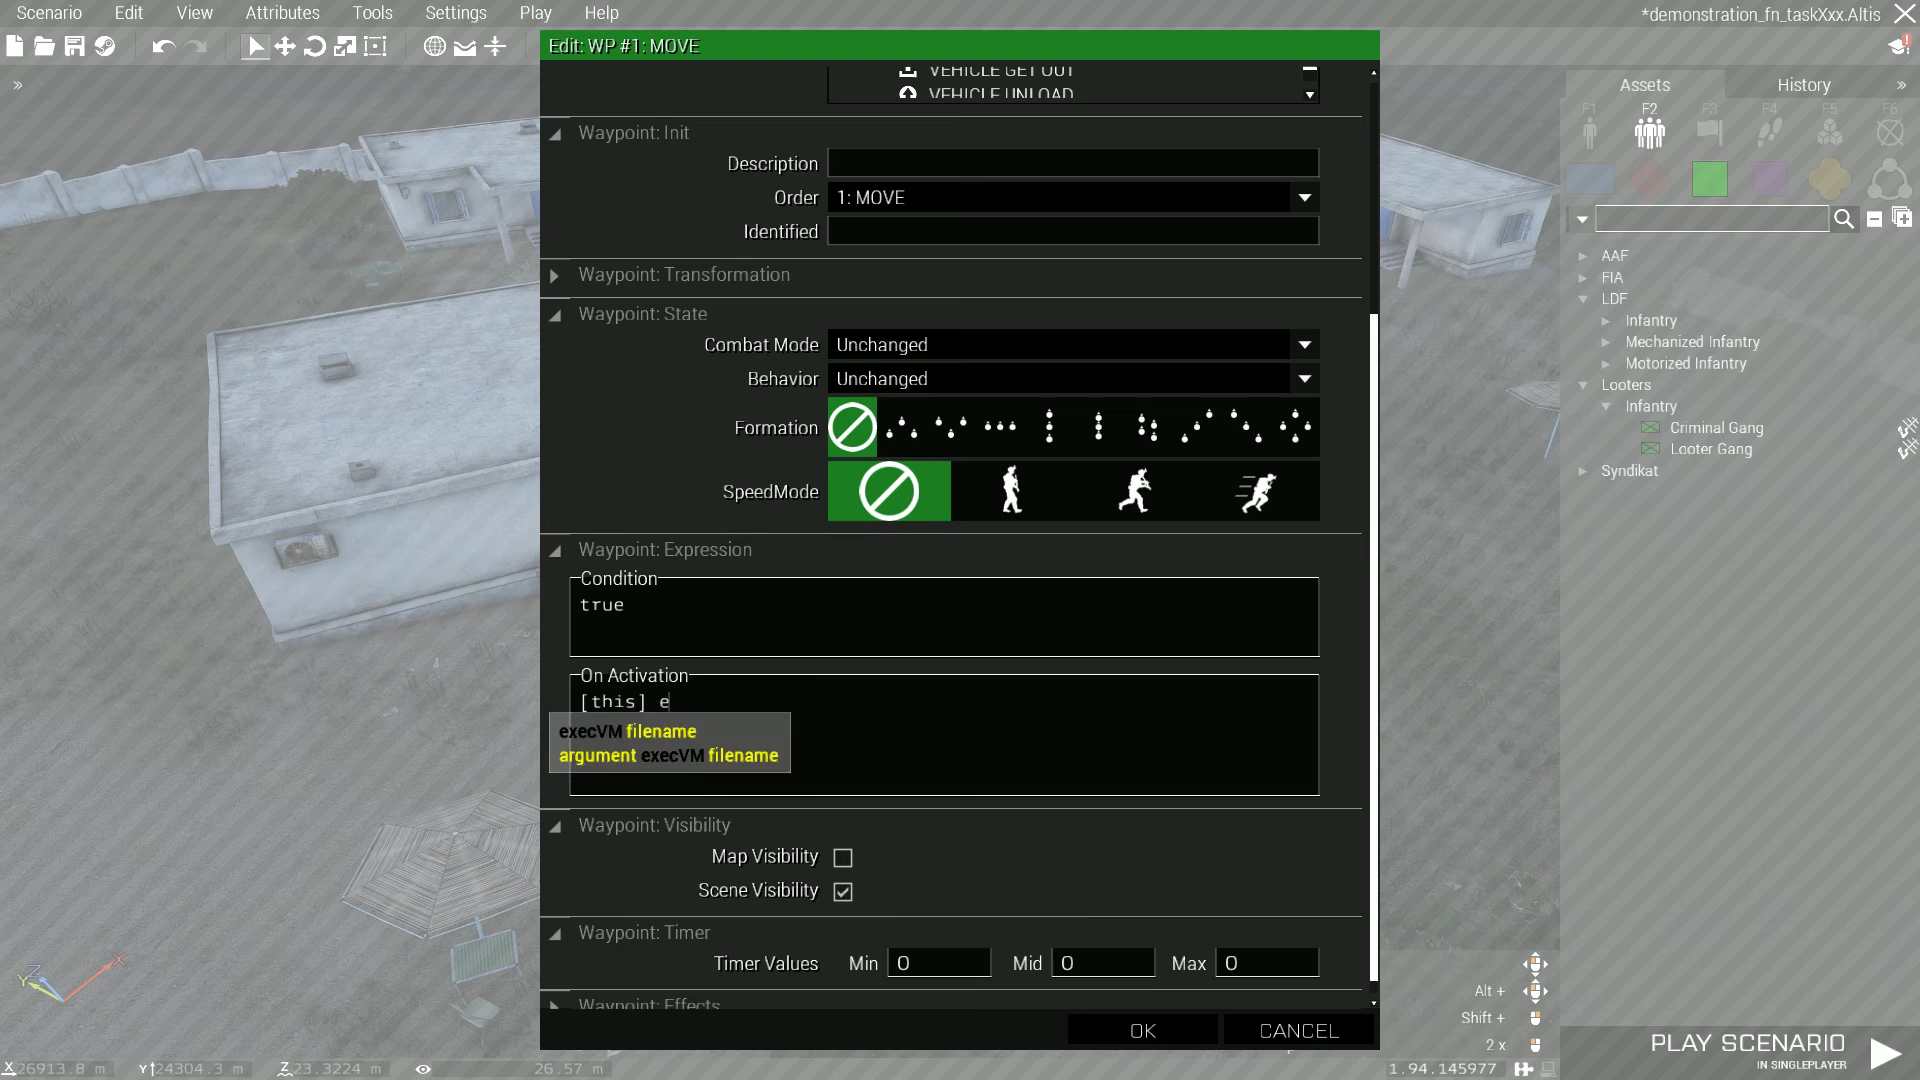 Scenario Edit View Attributes Tools Settings Play Help
*demonstration_fn_taskXxx.Altis
Edit: WP #1: MOVE
VEHICLE GET OUT
VEHICLE UNLOAD
Waypoint: Init
Description
Order 1: MOVE
Identified
Waypoint: Transformation
Waypoint: State
Combat Mode Unchanged
Behavior Unchanged
Formation
SpeedMode
Waypoint: Expression
Condition
true
On Activation
[this] e
execVM filename
argument execVM filename
Waypoint: Visibility
Map Visibility
Scene Visibility
Waypoint: Timer
Timer Values Min 0 Mid 0 Max 0
Waypoint: Effects
OK CANCEL
Assets History
F1 F2 F3 F4 F5 F6
AAF
FIA
LDF
Infantry
Mechanized Infantry
Motorized Infantry
Looters
Infantry
Criminal Gang
Looter Gang
Syndikat
Alt +
Shift +
2 x
PLAY SCENARIO
IN SINGLEPLAYER
X 26913.8 m Y 24304.3 m Z 23.3224 m 26.57 m 1.94.145977
X
Y
Z